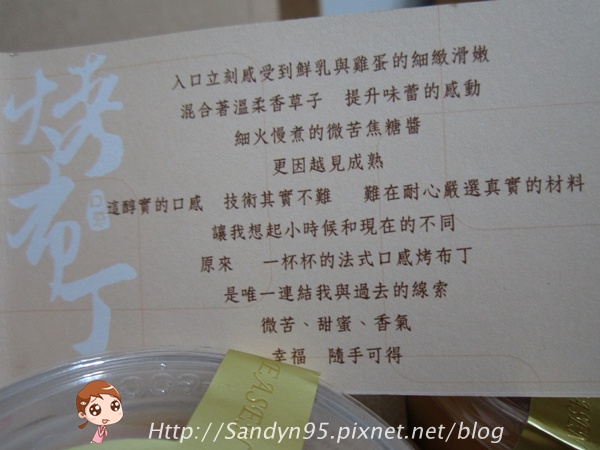 入口立刻感受到鮮乳與雞蛋的細緻滑嫩
混合著溫柔香草子 提升味蕾的感動
細火慢煮的微苦焦糖醬
更因越見成熟
這醇實的口感 技術其實不難 難在耐心嚴選真實的材料
讓我想起小時候和現在的不同
原來 一杯杯的法式口感烤布丁
是唯一連結我與過去的線索
微苦、甜蜜、香氣
幸福 隨手可得
烤布丁
Http://Sandyn95.pixnet.net/blog